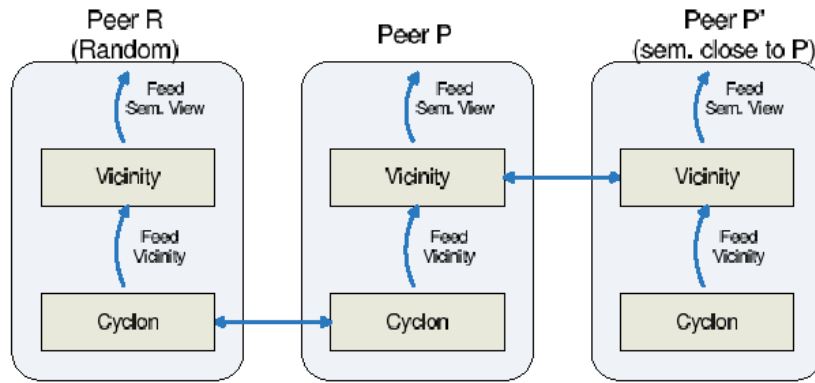 Peer R
(Random)
Peer P
Peer P'
(sem. close to P)
Feed
Sem. View
Feed
Sem. View
Feed
Sem. View
Vicinity
Vicinity
Vicinity
Feed
Vicinity
Feed
Vicinity
Feed
Vicinity
Cyclon
Cyclon
Cyclon